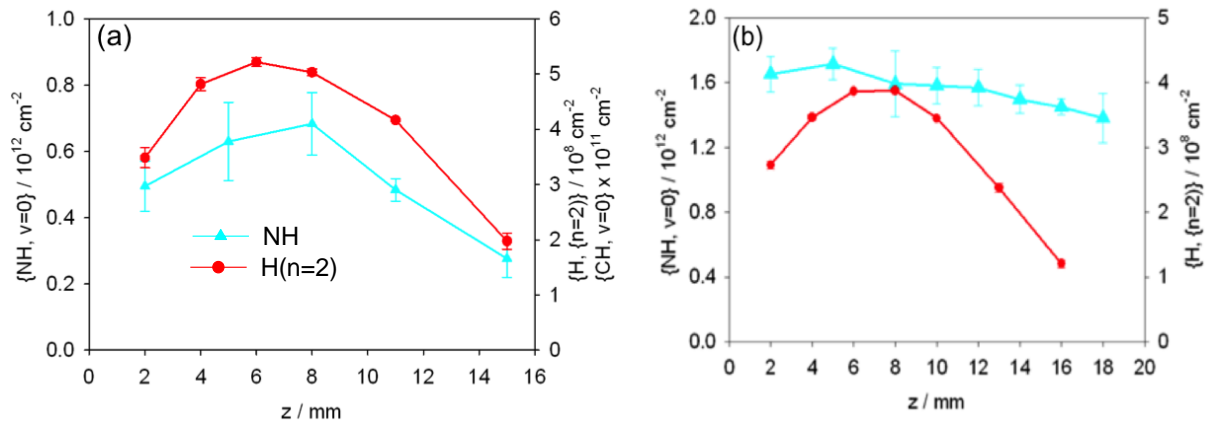 (a)
1.0
0.8
0.6
0.4
0.2
0.0
{NH, v=0} / 10¹² cm⁻²
6
5
4
3
2
1
0
{H, {n=2)} / 10⁸ cm⁻²
{CH, v=0} x 10¹¹ cm⁻²
NH
H(n=2)
0 2 4 6 8 10 12 14 16
z / mm
(b)
2.0
1.6
1.2
0.8
0.4
0.0
{NH, v=0} / 10¹² cm⁻²
5
4
3
2
1
0
{H, {n=2)} / 10⁸ cm⁻²
0 2 4 6 8 10 12 14 16 18 20
z / mm